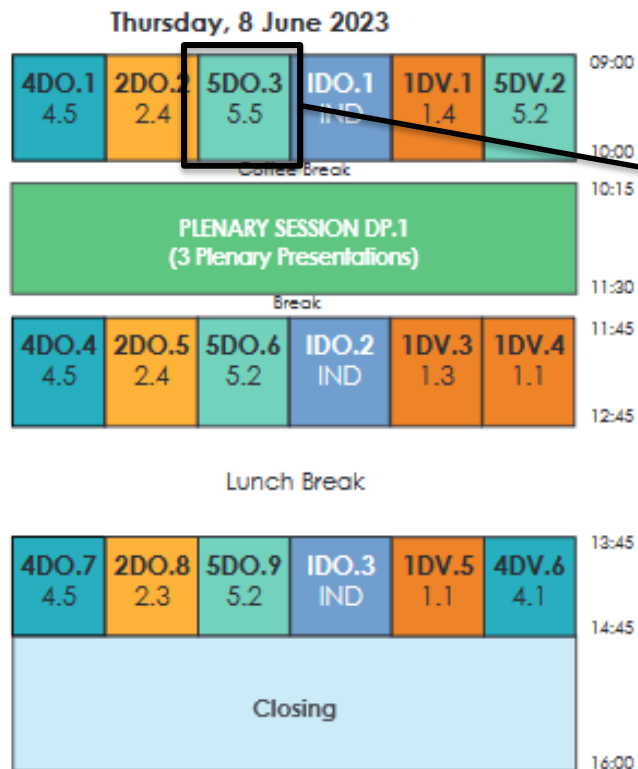 Thursday, 8 June 2023
09:00
4DO.1 2DO.2 5DO.3 IDO.1 1DV.1 5DV.2
4.5 2.4 5.5 IND 1.4 5.2
10:00
Coffee Break
10:15
PLENARY SESSION DP.1
(3 Plenary Presentations)
11:30
Break
11:45
4DO.4 2DO.5 5DO.6 IDO.2 1DV.3 1DV.4
4.5 2.4 5.2 IND 1.3 1.1
12:45
Lunch Break
13:45
4DO.7 2DO.8 5DO.9 IDO.3 1DV.5 4DV.6
4.5 2.3 5.2 IND 1.1 4.1
14:45
Closing
16:00